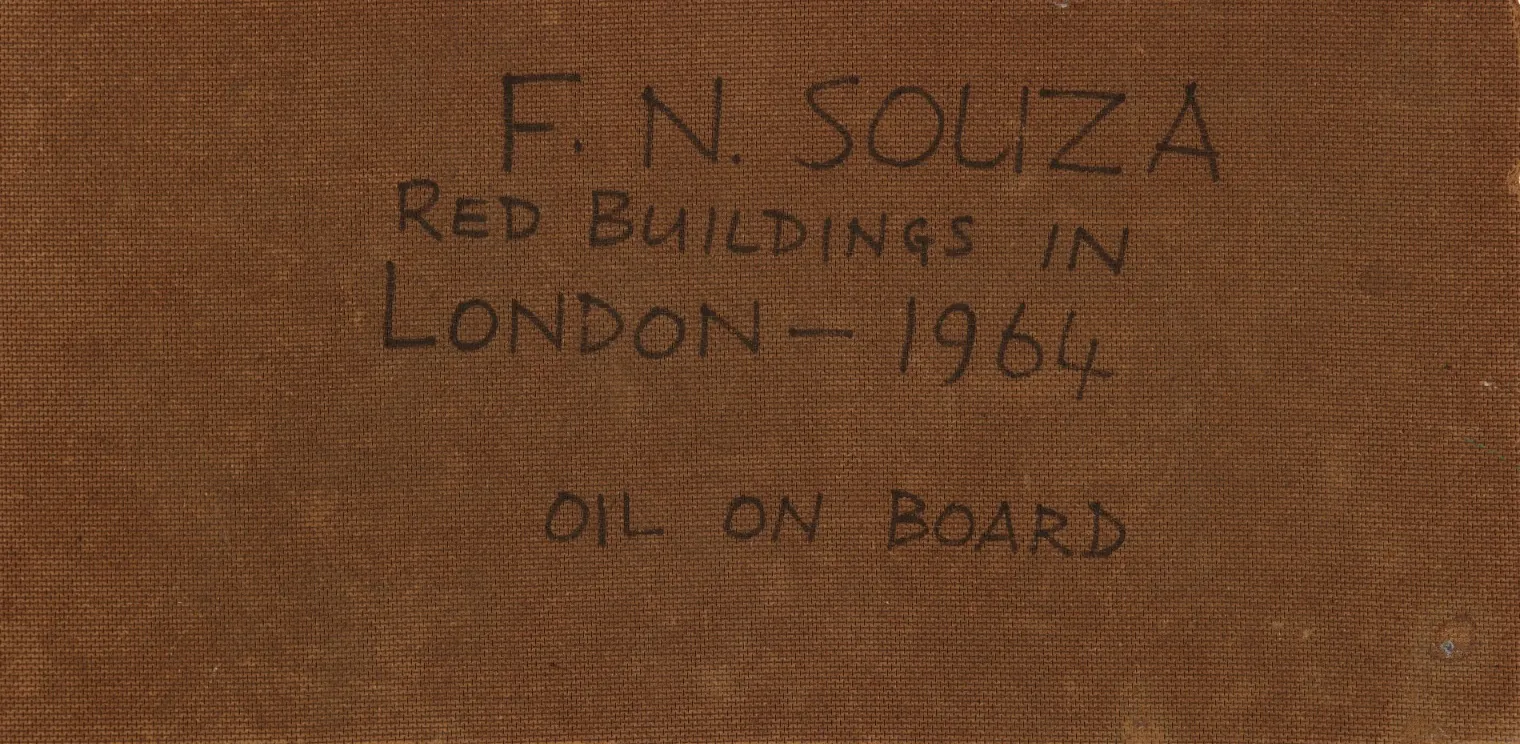 F. N. SOUZA
RED BUILDINGS IN
LONDON — 1964
OIL ON BOARD